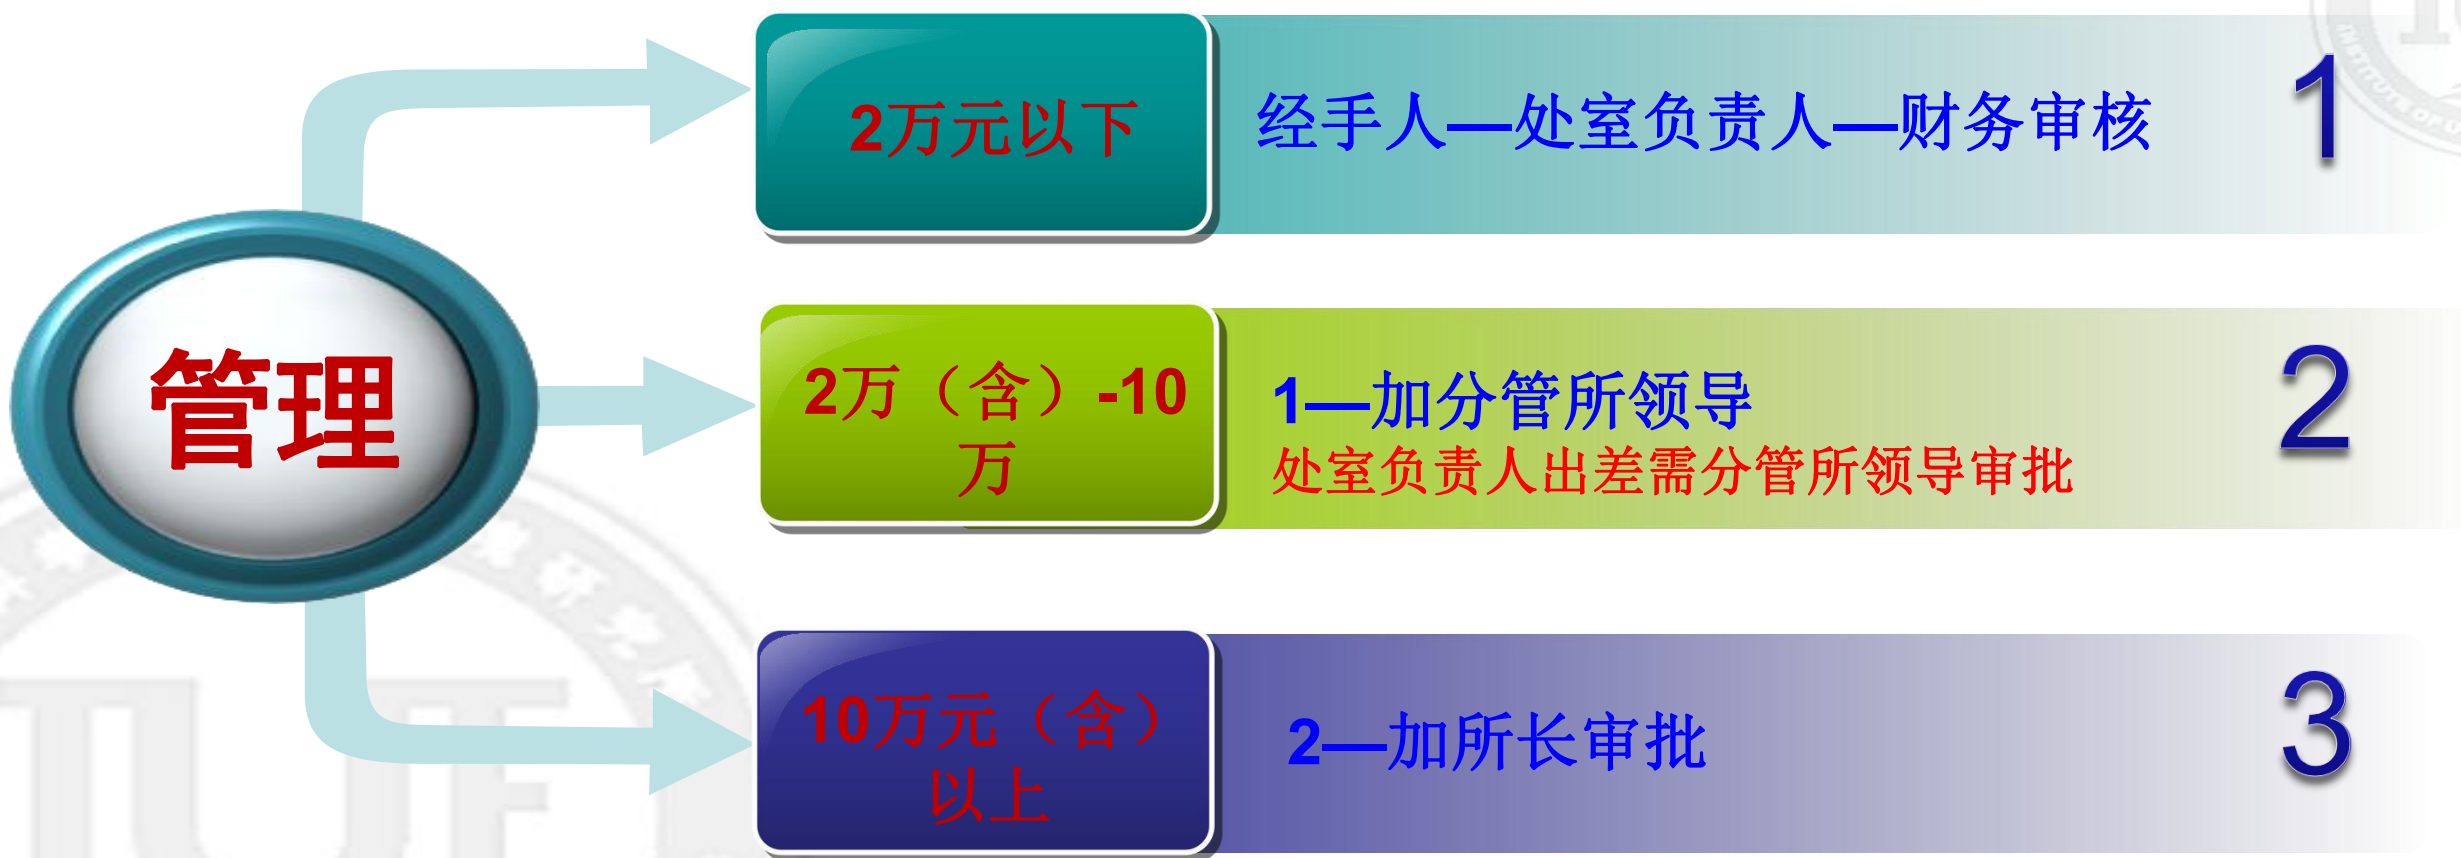 管理
2万元以下
经手人—处室负责人—财务审核
1
2万（含）-10
万
1—加分管所领导
处室负责人出差需分管所领导审批
2
10万元（含）
以上
2—加所长审批
3